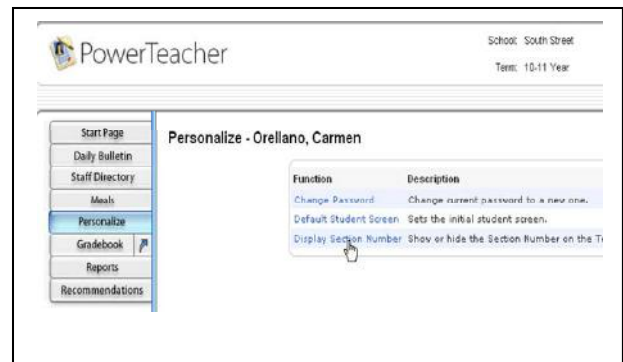 PowerTeacher
School: South Street
Term: 10-11 Year
Start Page
Daily Bulletin
Staff Directory
Meals
Personalize
Gradebook
Reports
Recommendations
Personalize - Orellano, Carmen
Function Description
Change Password Change current password to a new one.
Default Student Screen Sets the initial student screen.
Display Section Number Show or hide the Section Number on the T